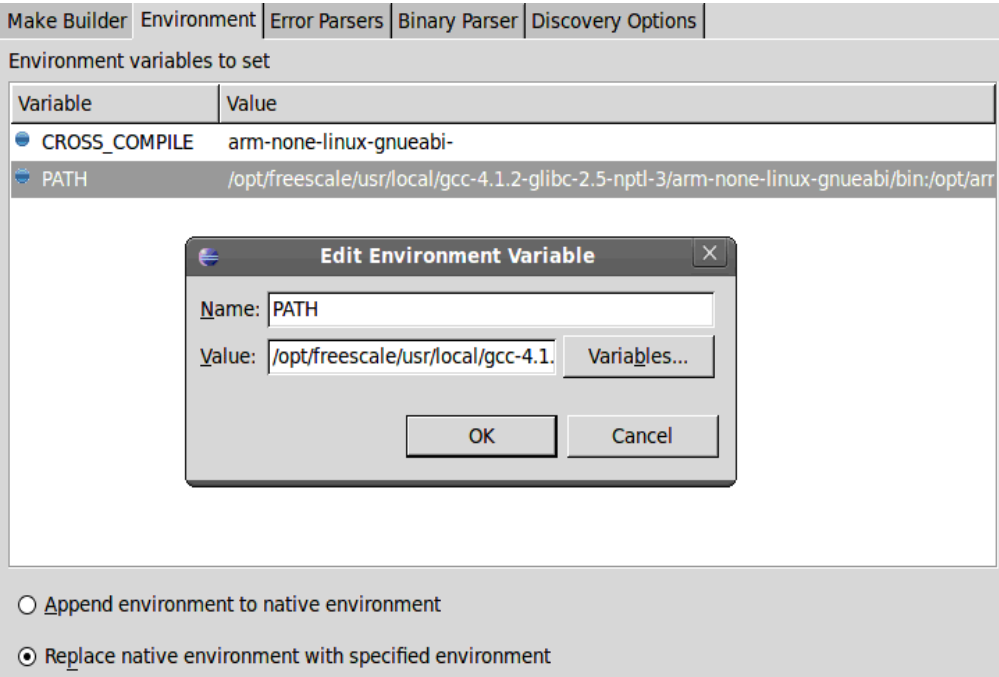 Make Builder Environment Error Parsers Binary Parser Discovery Options
Environment variables to set
Variable Value
CROSS_COMPILE arm-none-linux-gnueabi-
PATH /opt/freescale/usr/local/gcc-4.1.2-glibc-2.5-nptl-3/arm-none-linux-gnueabi/bin:/opt/arr
Edit Environment Variable
Name: PATH
Value: /opt/freescale/usr/local/gcc-4.1. Variables...
OK Cancel
Append environment to native environment
Replace native environment with specified environment